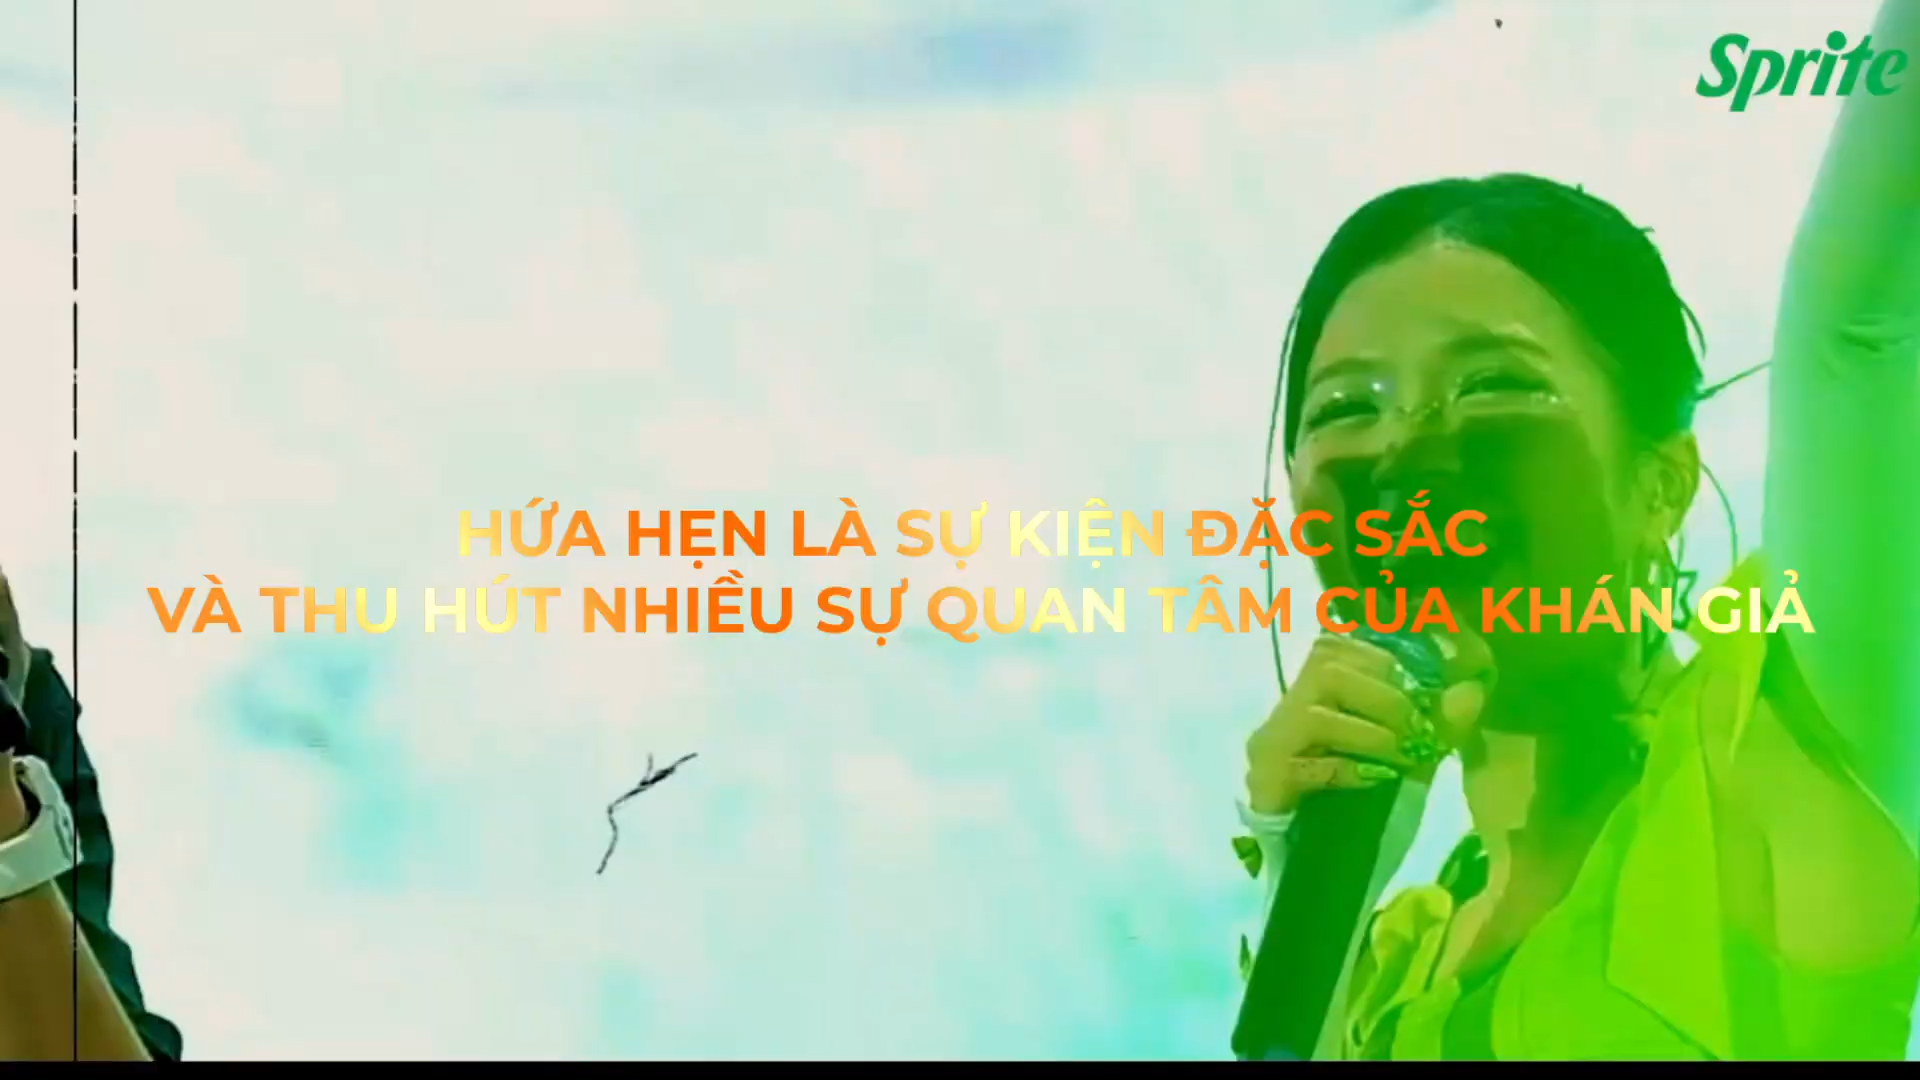 Sprite
HỨA HẸN LÀ SỰ KIỆN ĐẶC SẮC
VÀ THU HÚT NHIỀU SỰ QUAN TÂM CỦA KHÁN GIẢ